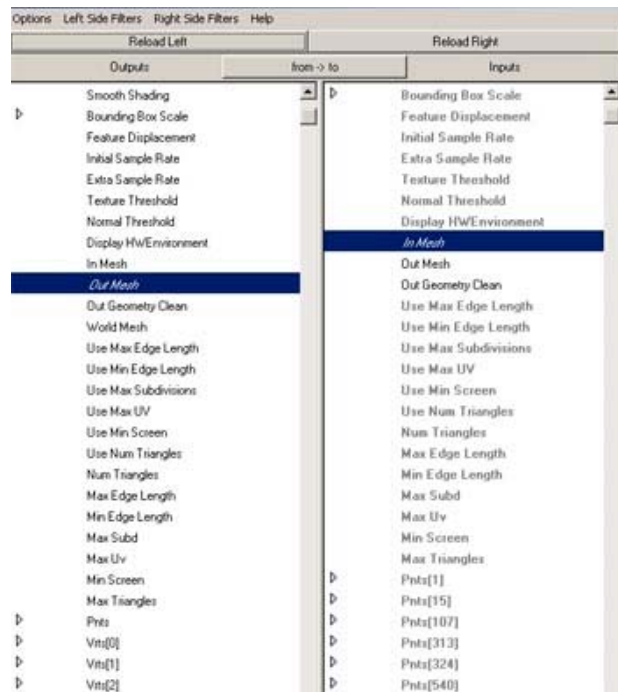 Options Left Side Filters Right Side Filters Help
Reload Left Reload Right
Outputs from -> to Inputs
Smooth Shading
Bounding Box Scale
Feature Displacement
Initial Sample Rate
Extra Sample Rate
Texture Threshold
Normal Threshold
Display HWEnvironment
In Mesh
Out Mesh
Out Geometry Clean
World Mesh
Use Max Edge Length
Use Min Edge Length
Use Max Subdivisions
Use Max UV
Use Min Screen
Use Num Triangles
Num Triangles
Max Edge Length
Min Edge Length
Max Subd
Max Uv
Min Screen
Max Triangles
Pnts
Vrts[0]
Vrts[1]
Vrts[2]
Bounding Box Scale
Feature Displacement
Initial Sample Rate
Extra Sample Rate
Texture Threshold
Normal Threshold
Display HWEnvironment
In Mesh
Out Mesh
Out Geometry Clean
Use Max Edge Length
Use Min Edge Length
Use Max Subdivisions
Use Max UV
Use Min Screen
Use Num Triangles
Num Triangles
Max Edge Length
Min Edge Length
Max Subd
Max Uv
Min Screen
Max Triangles
Pnts[1]
Pnts[15]
Pnts[107]
Pnts[313]
Pnts[324]
Pnts[540]